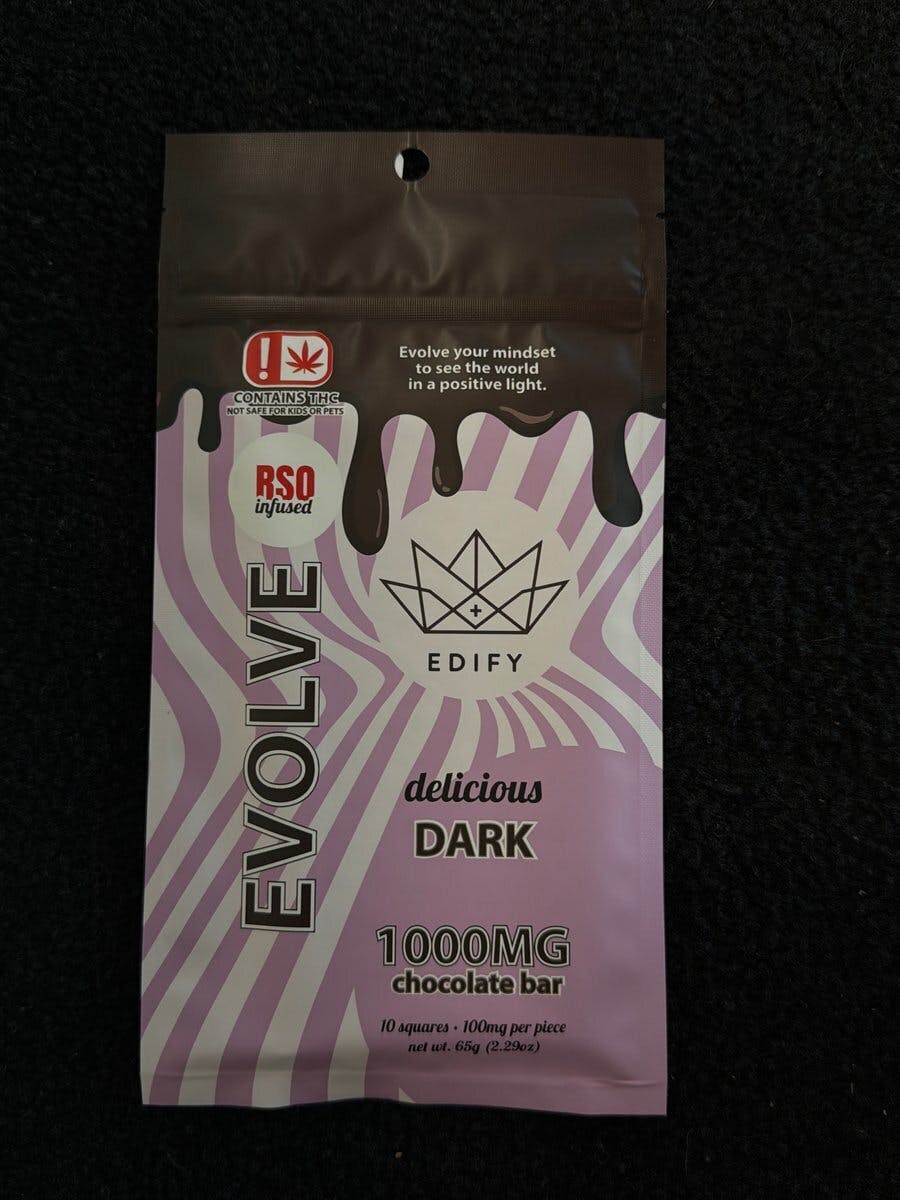 Evolve your mindset
to see the world
in a positive light.
!
CONTAINS THC
NOT SAFE FOR KIDS OR PETS
RSO
infused
EVOLVE
EDIFY
delicious
DARK
1000MG
chocolate bar
10 squares • 100mg per piece
net wt. 65g (2.29oz)